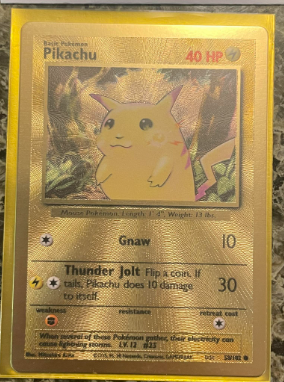 Basic Pokémon
Pikachu 40 HP
Mouse Pokémon. Length: 1' 4", Weight: 13 lbs.
Gnaw 10
Thunder Jolt Flip a coin. If
tails, Pikachu does 10 damage
to itself.
30
weakness resistance retreat cost
When several of these Pokémon gather, their electricity can
cause lightning storms. LV. 12 #25
Illus. Mitsuhiro Arita
58/102